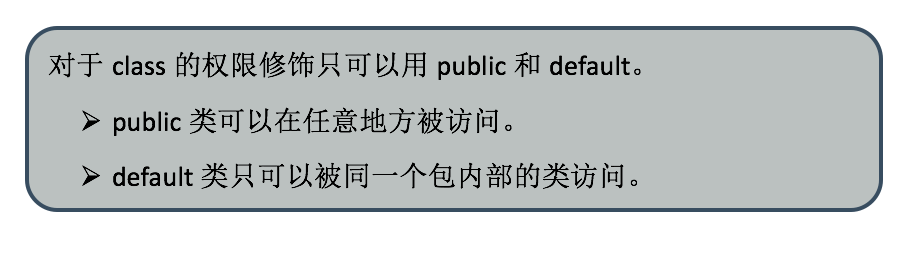 对于 class 的权限修饰只可以用 public 和 default。
➢ public 类可以在任意地方被访问。
➢ default 类只可以被同一个包内部的类访问。